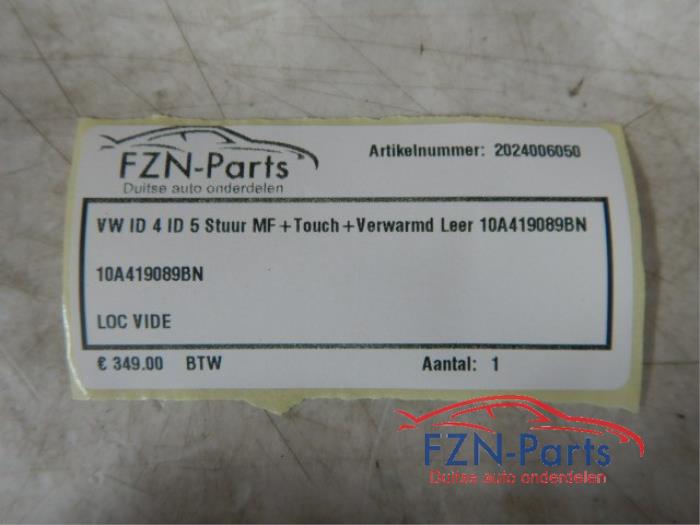 FZN-Parts
Duitse auto onderdelen
Artikelnummer: 2024006050
VW ID 4 ID 5 Stuur MF+Touch+Verwarmd Leer 10A419089BN
10A419089BN
LOC VIDE
€ 349.00 BTW
Aantal: 1
FZN-Parts
Duitse auto onderdelen